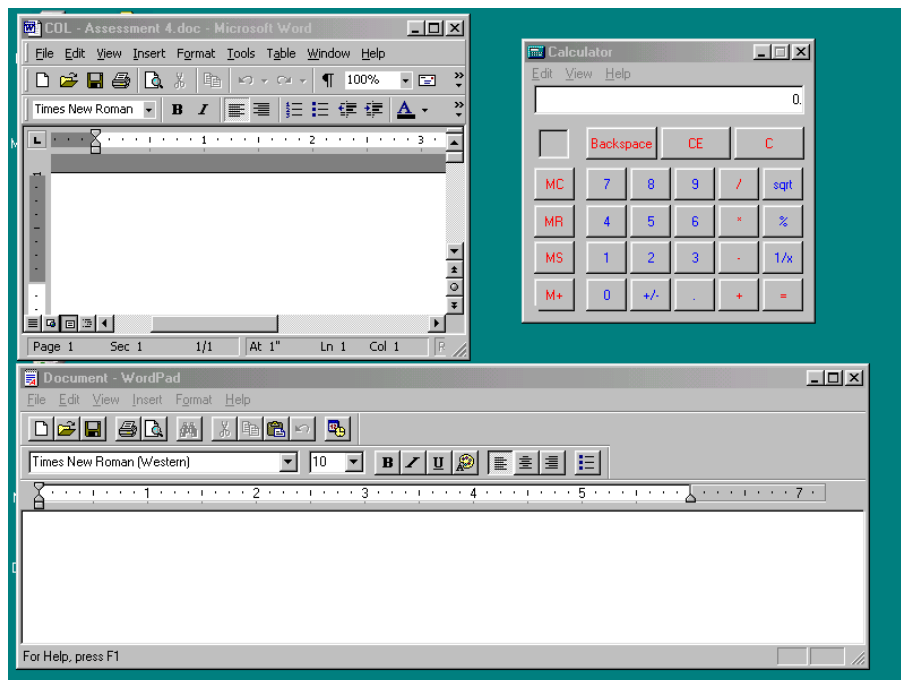 COL - Assessment 4.doc - Microsoft Word
File Edit View Insert Format Tools Table Window Help
100%
Times New Roman B I A
L 1 2 3
Page 1 Sec 1 1/1 At 1" Ln 1 Col 1 R
Calculator
Edit View Help
0.
Backspace CE C
MC 7 8 9 / sqrt
MR 4 5 6 * %
MS 1 2 3 - 1/x
M+ 0 +/- . + =
Document - WordPad
File Edit View Insert Format Help
Times New Roman (Western) 10 B I U
1 2 3 4 5 7
For Help, press F1